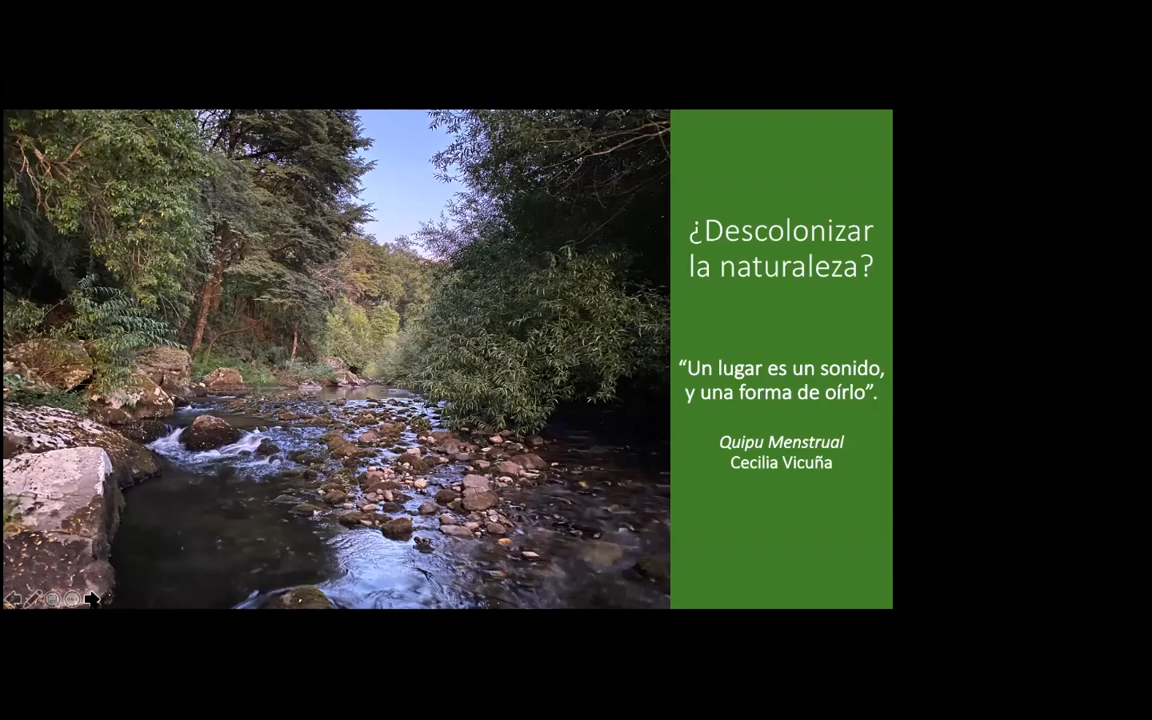 ¿Descolonizar
la naturaleza?
“Un lugar es un sonido,
y una forma de oírlo”.
Quipu Menstrual
Cecilia Vicuña